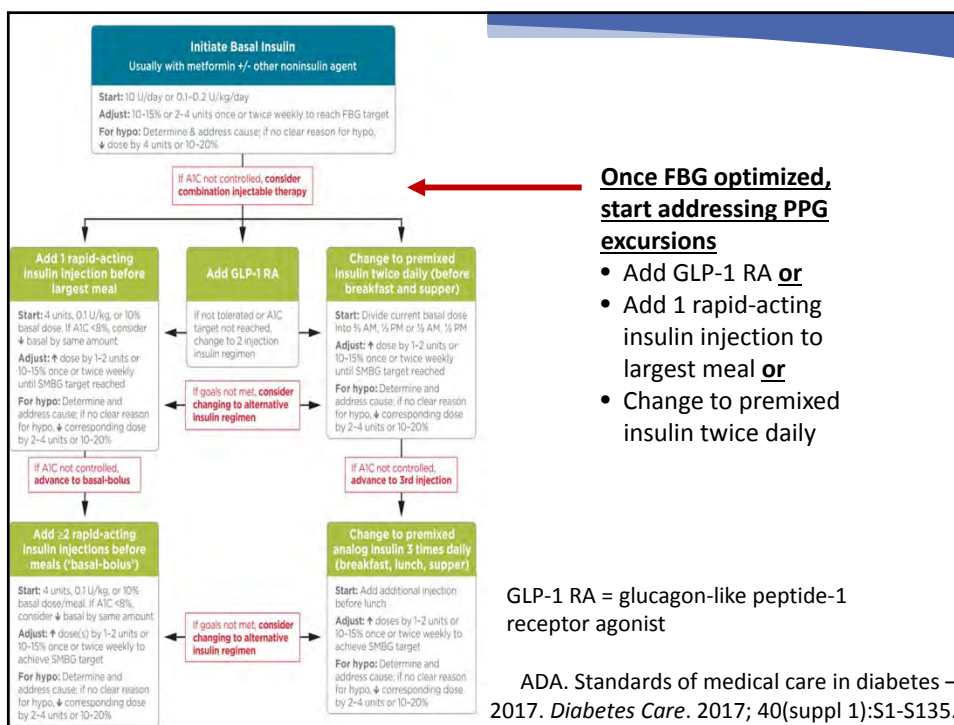 Initiate Basal Insulin
Usually with metformin +/- other noninsulin agent
Start: 10 U/day or 0.1–0.2 U/kg/day
Adjust: 10–15% or 2–4 units once or twice weekly to reach FBG target
For hypo: Determine & address cause; if no clear reason for hypo,
↓ dose by 4 units or 10–20%
If A1C not controlled, consider
combination injectable therapy
Add 1 rapid-acting
insulin injection before
largest meal
Start: 4 units, 0.1 U/kg, or 10%
basal dose. If A1C <8%, consider
↓ basal by same amount
Adjust: ↑ dose by 1–2 units or
10–15% once or twice weekly
until SMBG target reached
For hypo: Determine and
address cause; if no clear reason
for hypo, ↓ corresponding dose
by 2–4 units or 10–20%
Add GLP-1 RA
If not tolerated or A1C
target not reached,
change to 2 injection
insulin regimen
Change to premixed
insulin twice daily (before
breakfast and supper)
Start: Divide current basal dose
into ⅔ AM, ⅓ PM or ½ AM, ½ PM
Adjust: ↑ dose by 1–2 units or
10–15% once or twice weekly
until SMBG target reached
For hypo: Determine and
address cause; if no clear reason
for hypo, ↓ corresponding dose
by 2–4 units or 10–20%
If goals not met, consider
changing to alternative
insulin regimen
If A1C not controlled,
advance to basal-bolus
If A1C not controlled,
advance to 3rd injection
Add ≥2 rapid-acting
insulin injections before
meals ('basal-bolus')
Start: 4 units, 0.1 U/kg, or 10%
basal dose/meal. If A1C <8%,
consider ↓ basal by same amount
Adjust: ↑ dose(s) by 1–2 units or
10–15% once or twice weekly to
achieve SMBG target
For hypo: Determine and
address cause; if no clear reason
for hypo, ↓ corresponding dose
by 2–4 units or 10–20%
If goals not met, consider
changing to alternative
insulin regimen
Change to premixed
analog insulin 3 times daily
(breakfast, lunch, supper)
Start: Add additional injection
before lunch
Adjust: ↑ doses by 1–2 units or
10–15% once or twice weekly to
achieve SMBG target
For hypo: Determine and
address cause; if no clear reason
for hypo, ↓ corresponding dose
by 2–4 units or 10–20%
Once FBG optimized,
start addressing PPG
excursions
• Add GLP-1 RA or
• Add 1 rapid-acting
insulin injection to
largest meal or
• Change to premixed
insulin twice daily
GLP-1 RA = glucagon-like peptide-1
receptor agonist
ADA. Standards of medical care in diabetes –
2017. Diabetes Care. 2017; 40(suppl 1):S1-S135.